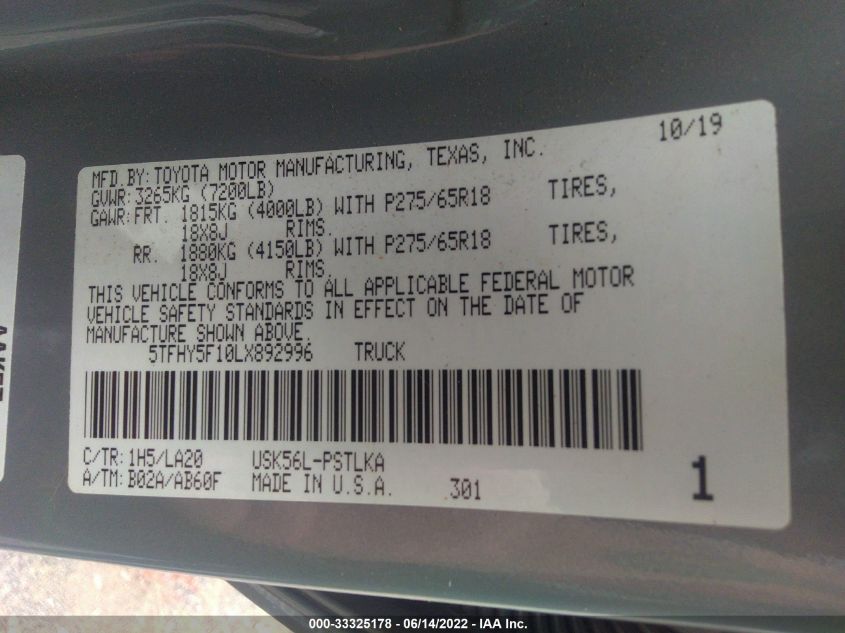 10/19
MFD.BY: TOYOTA MOTOR MANUFACTURING, TEXAS, INC.
GVWR: 3265KG (7200LB)
GAWR: FRT. 1815KG (4000LB) WITH P275/65R18 TIRES,
18X8J RIMS.
RR. 1880KG (4150LB) WITH P275/65R18 TIRES,
18X8J RIMS.
THIS VEHICLE CONFORMS TO ALL APPLICABLE FEDERAL MOTOR
VEHICLE SAFETY STANDARDS IN EFFECT ON THE DATE OF
MANUFACTURE SHOWN ABOVE.
5TFHY5F10LX892996 TRUCK
C/TR: 1H5/LA20 USK56L-PSTLKA
A/TM: B02A/AB60F MADE IN U.S.A. 301
1
000-33325178 - 06/14/2022 - IAA Inc.